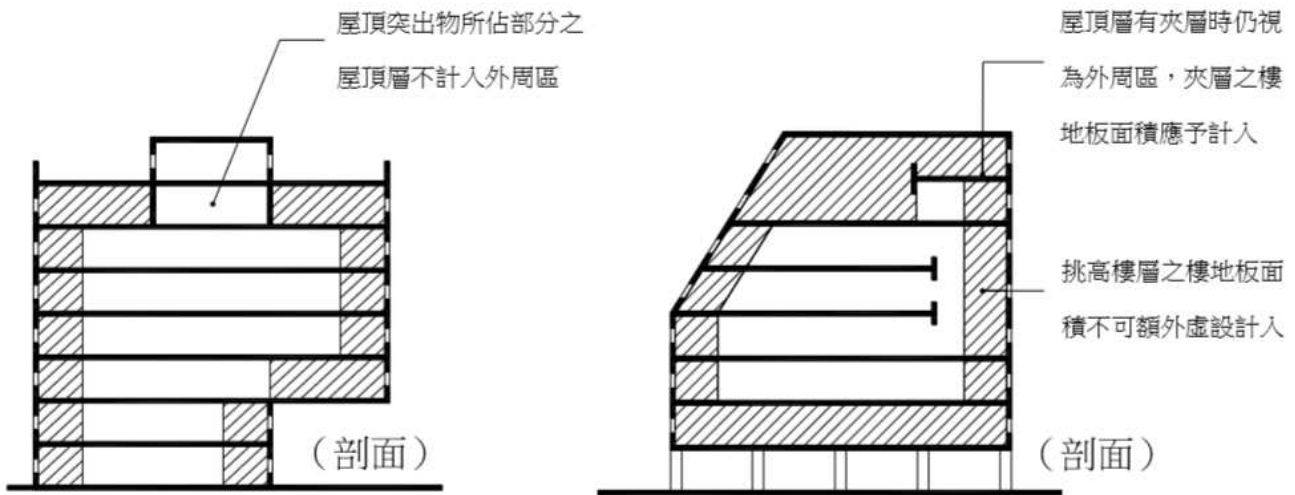 屋頂突出物所佔部分之
屋頂層不計入外周區
屋頂層有夾層時仍視
為外周區，夾層之樓
地板面積應予計入
挑高樓層之樓地板面
積不可額外虛設計入
（剖面）
（剖面）